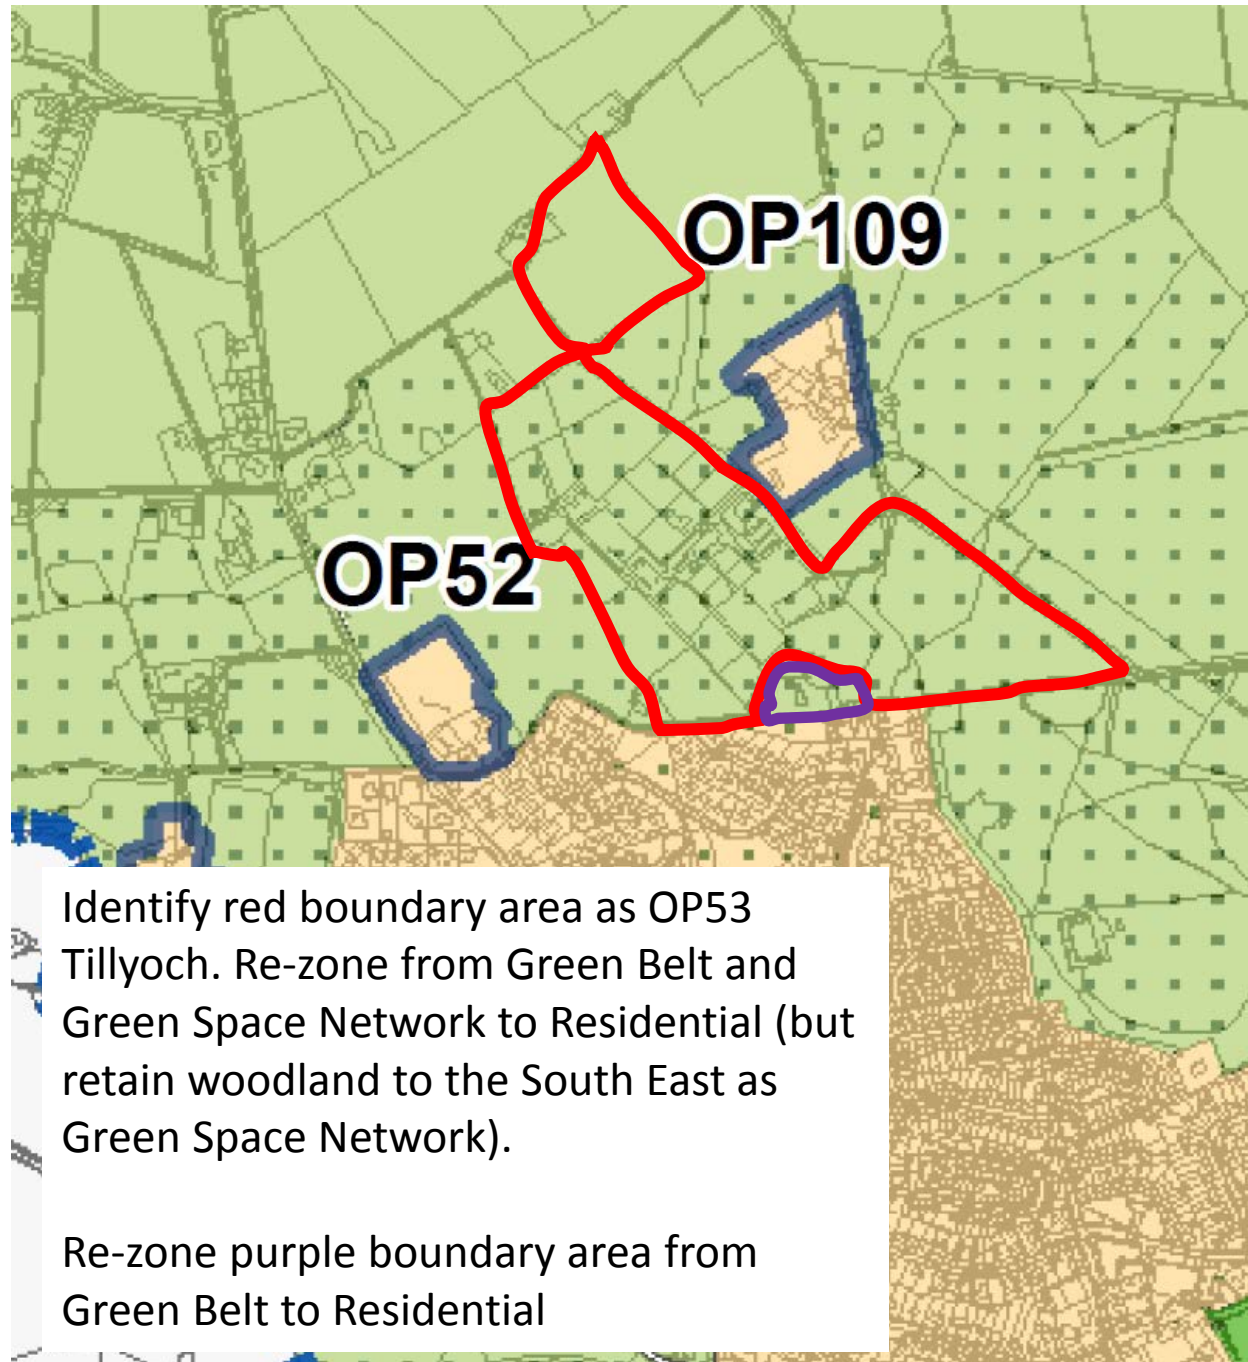 OP109
OP52
Identify red boundary area as OP53
Tillyoch. Re-zone from Green Belt and
Green Space Network to Residential (but
retain woodland to the South East as
Green Space Network).
Re-zone purple boundary area from
Green Belt to Residential